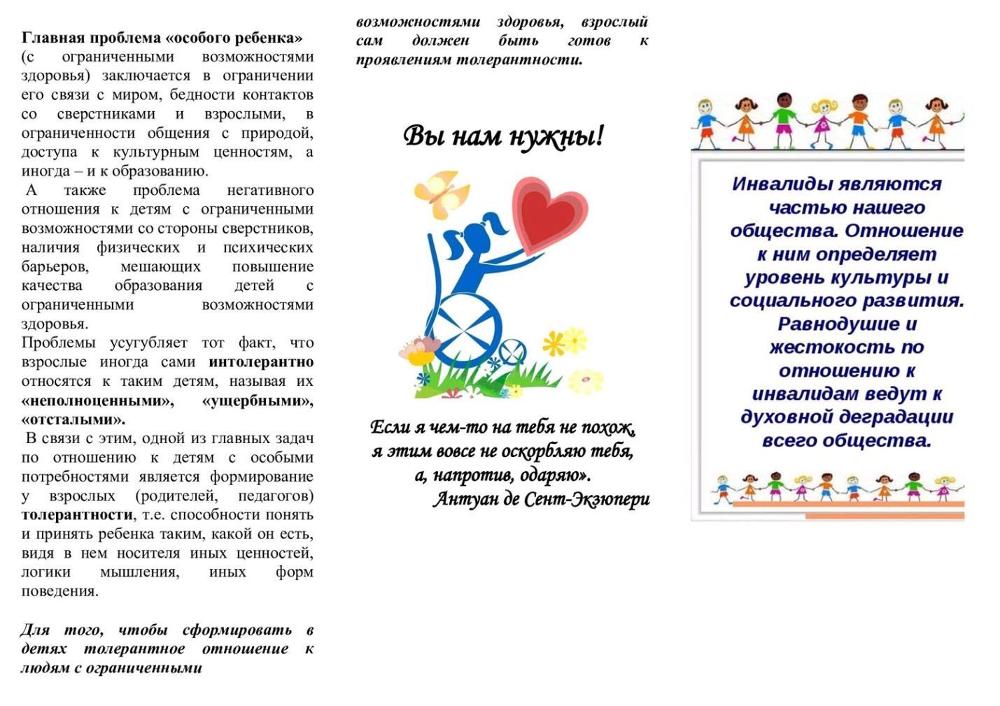 Главная проблема «особого ребенка»
(с ограниченными возможностями
здоровья) заключается в ограничении
его связи с миром, бедности контактов
со сверстниками и взрослыми, в
ограниченности общения с природой,
доступа к культурным ценностям, а
иногда – и к образованию.
А также проблема негативного
отношения к детям с ограниченными
возможностями со стороны сверстников,
наличия физических и психических
барьеров, мешающих повышение
качества образования детей с
ограниченными возможностями
здоровья.
Проблемы усугубляет тот факт, что
взрослые иногда сами интолерантно
относятся к таким детям, называя их
«неполноценными», «ущербными»,
«отсталыми».
В связи с этим, одной из главных задач
по отношению к детям с особыми
потребностями является формирование
у взрослых (родителей, педагогов)
толерантности, т.е. способности понять
и принять ребенка таким, какой он есть,
видя в нем носителя иных ценностей,
логики мышления, иных форм
поведения.
Для того, чтобы сформировать в
детях толерантное отношение к
людям с ограниченными
возможностями здоровья, взрослый
сам должен быть готов к
проявлениям толерантности.
Вы нам нужны!
Если я чем-то на тебя не похож,
я этим вовсе не оскорбляю тебя,
а, напротив, одаряю».
Антуан де Сент-Экзюпери
Инвалиды являются
частью нашего
общества. Отношение
к ним определяет
уровень культуры и
социального развития.
Равнодушие и
жестокость по
отношению к
инвалидам ведут к
духовной деградации
всего общества.